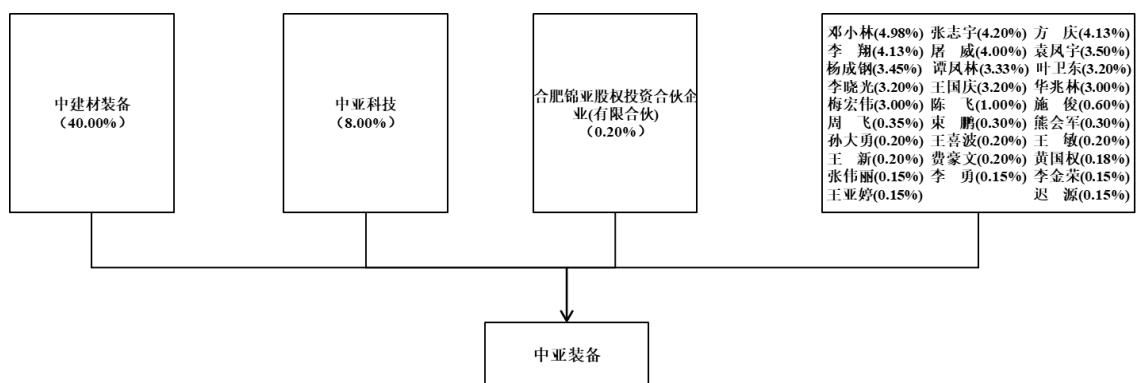 中建材装备
（40.00%）
中亚科技
（8.00%）
合肥锦亚股权投资合伙企
业(有限合伙)
（0.20%）
邓小林(4.98%) 张志宇(4.20%) 方 庆(4.13%)
李 翔(4.13%) 屠 威(4.00%) 袁凤宇(3.50%)
杨成钢(3.45%) 谭凤林(3.33%) 叶卫东(3.20%)
李晓光(3.20%) 王国庆(3.20%) 华兆林(3.00%)
梅宏伟(3.00%) 陈 飞(1.00%) 施 俊(0.60%)
周 飞(0.35%) 束 鹏(0.30%) 熊会军(0.30%)
孙大勇(0.20%) 王喜波(0.20%) 王 敏(0.20%)
王 新(0.20%) 费豪文(0.20%) 黄国权(0.18%)
张伟丽(0.15%) 李 勇(0.15%) 李金荣(0.15%)
王亚婷(0.15%) 迟 源(0.15%)
中亚装备